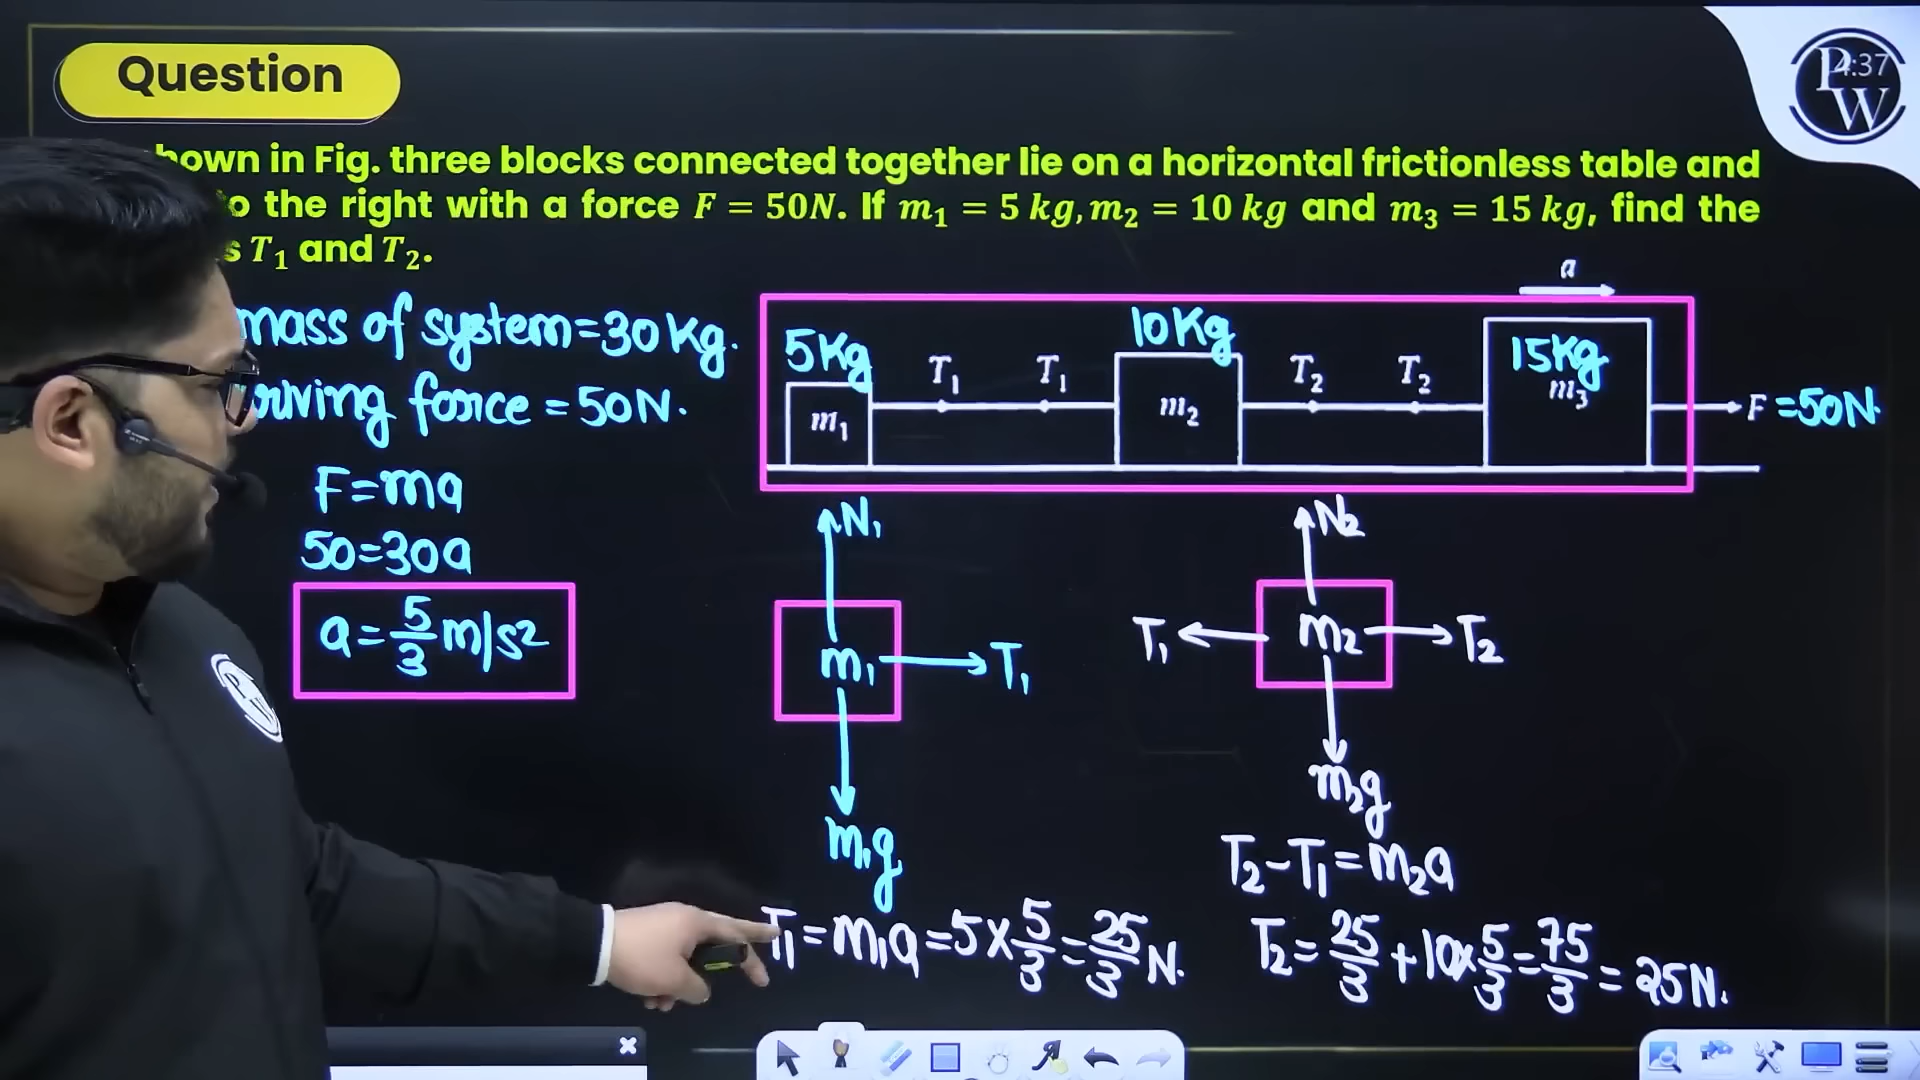 Question
PW
4:37
hown in Fig. three blocks connected together lie on a horizontal frictionless table and
o the right with a force F = 50N. If m₁ = 5 kg, m₂ = 10 kg and m₃ = 15 kg, find the
s T₁ and T₂.
mass of system=30Kg.
driving force = 50N.
F=ma
50=30a
a=5/3 m/s²
a
5Kg
10Kg
15Kg
T₁ T₁ T₂ T₂
m₁ m₂ m₃
F =50N.
N₁
m₁
T₁
m₁g
N₂
T₁ m₂ T₂
m₂g
T₂-T₁=m₂a
T₁=m₁a=5×5/3=25/3 N.
T₂=25/3+10×5/3=75/3=25N.